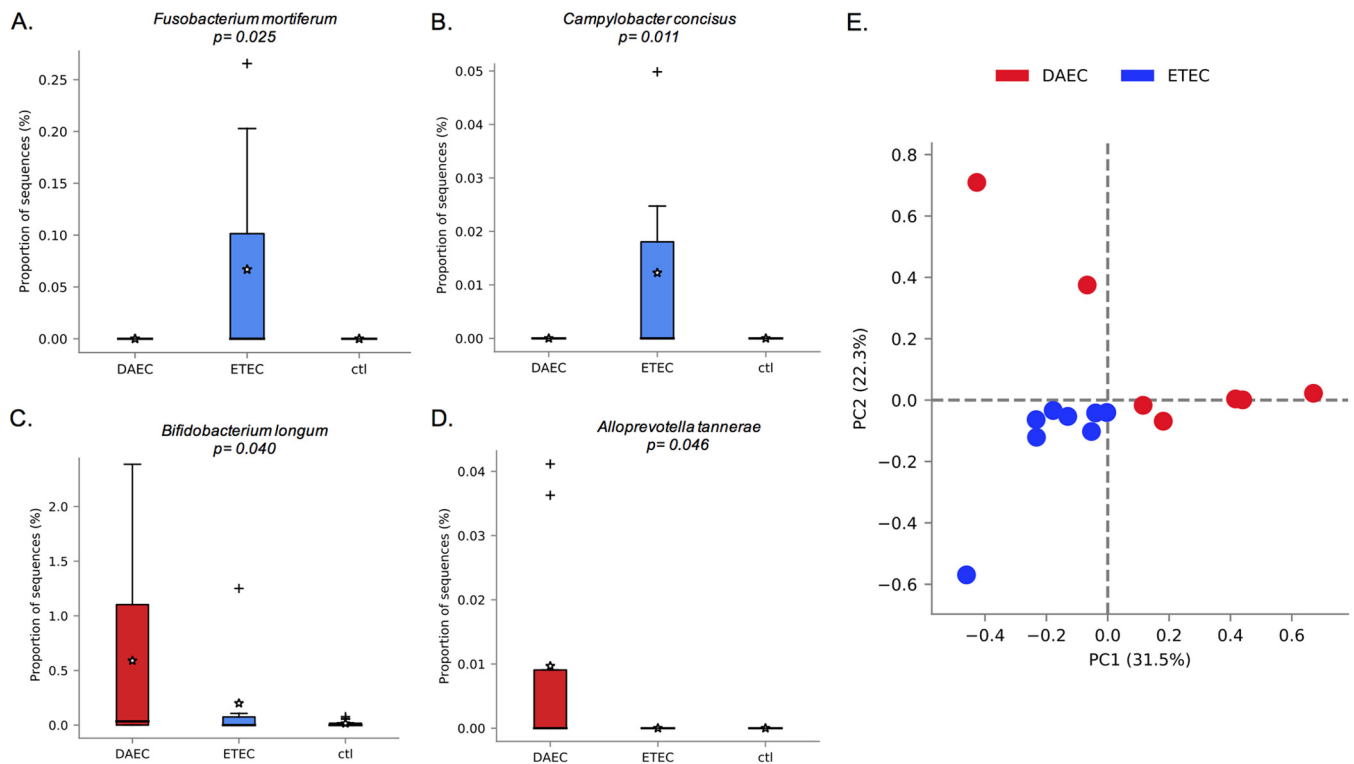 A.
Fusobacterium mortiferum
p= 0.025
Proportion of sequences (%)
0.25
0.20
0.15
0.10
0.05
0.00
DAEC
ETEC
ctl
B.
Campylobacter concisus
p= 0.011
Proportion of sequences (%)
0.05
0.04
0.03
0.02
0.01
0.00
DAEC
ETEC
ctl
C.
Bifidobacterium longum
p= 0.040
Proportion of sequences (%)
2.0
1.5
1.0
0.5
0.0
DAEC
ETEC
ctl
D.
Alloprevotella tannerae
p= 0.046
Proportion of sequences (%)
0.04
0.03
0.02
0.01
0.00
DAEC
ETEC
ctl
E.
DAEC
ETEC
PC2 (22.3%)
0.8
0.6
0.4
0.2
0.0
−0.2
−0.4
−0.6
−0.4
−0.2
0.0
0.2
0.4
0.6
PC1 (31.5%)